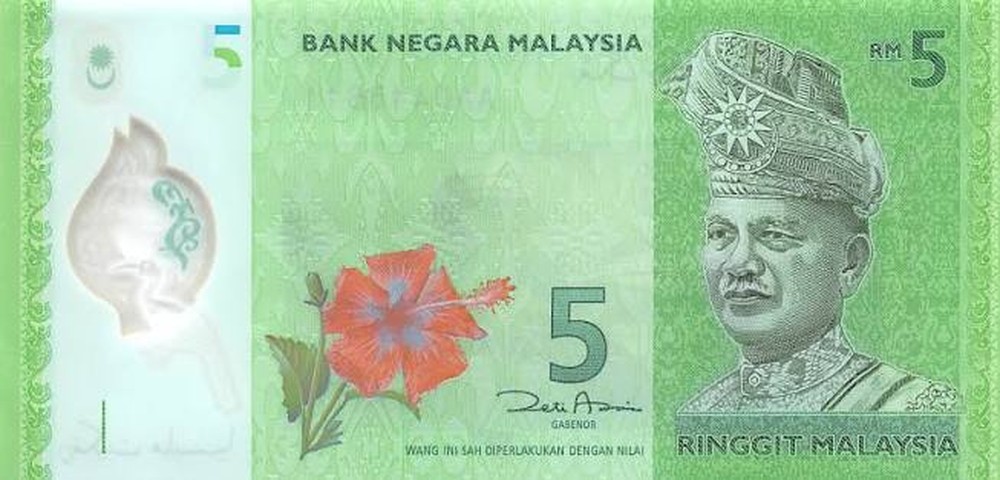 5
BANK NEGARA MALAYSIA
RM 5
5
GABENOR
WANG INI SAH DIPERLAKUKAN DENGAN NILAI
RINGGIT MALAYSIA